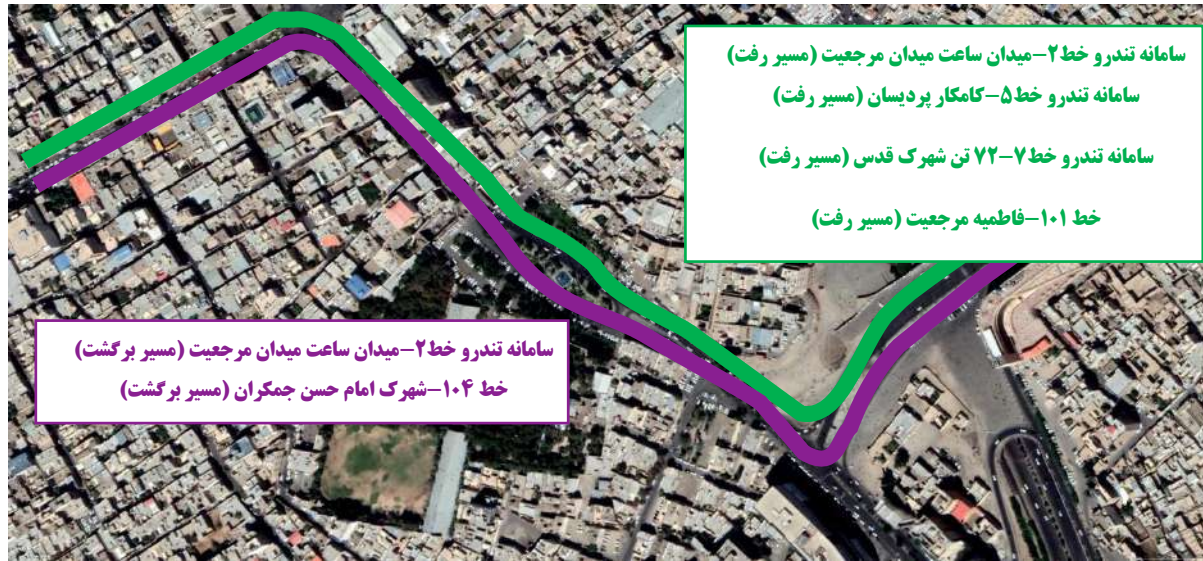 سامانه تندرو خط۲-میدان ساعت میدان مرجعیت (مسیر رفت)
سامانه تندرو خط۵-کامکار پردیسان (مسیر رفت)
سامانه تندرو خط۷-۷۲ تن شهرک قدس (مسیر رفت)
خط ۱۰۱-فاطمیه مرجعیت (مسیر رفت)
سامانه تندرو خط۲-میدان ساعت میدان مرجعیت (مسیر برگشت)
خط ۱۰۴-شهرک امام حسن جمکران (مسیر برگشت)